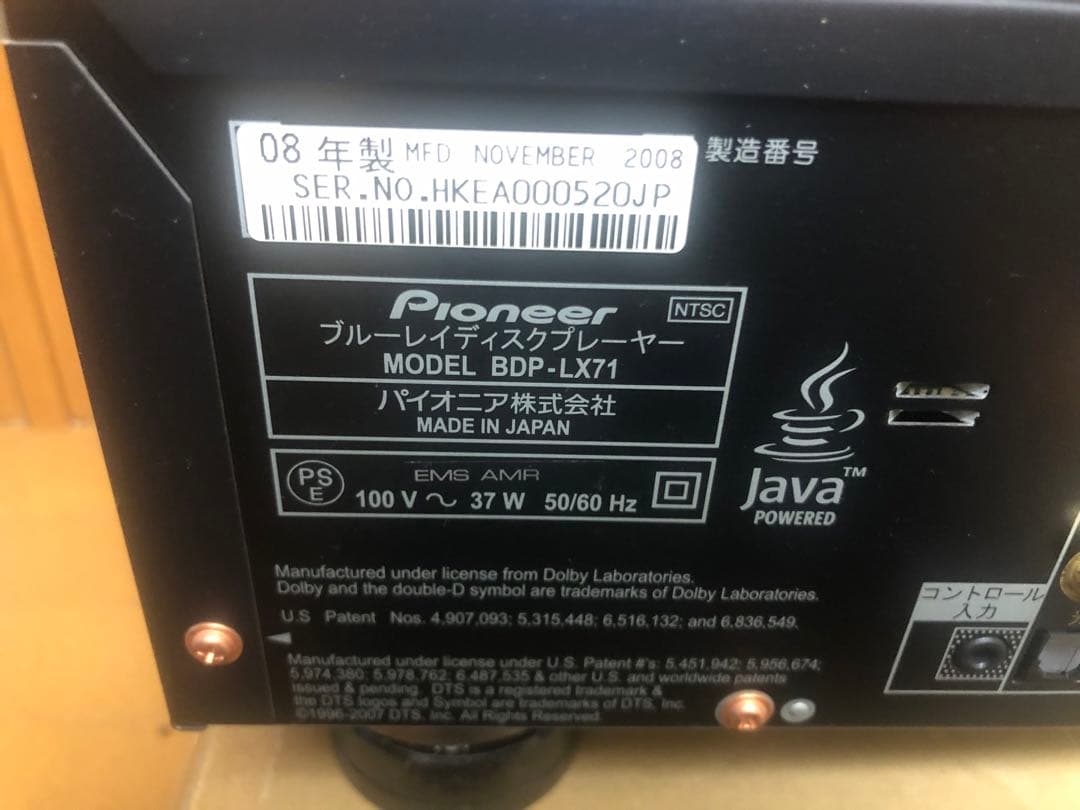 08 年製 MFD NOVEMBER 2008
SER.NO.HKEA000520JP
製造番号
Pioneer NTSC
ブルーレイディスクプレーヤー
MODEL BDP-LX71
パイオニア株式会社
MADE IN JAPAN
PS
E
EMS AMR
100 V ～ 37 W 50/60 Hz
Java™
POWERED
Manufactured under license from Dolby Laboratories.
Dolby and the double-D symbol are trademarks of Dolby Laboratories.
U.S Patent Nos. 4,907,093; 5,315,448; 6,516,132; and 6,836,549.
Manufactured under license under U.S. Patent #'s: 5,451,942; 5,956,674;
5,974,380; 5,978,762; 6,487,535 & other U.S. and worldwide patents
issued & pending. DTS is a registered trademark &
the DTS logos and Symbol are trademarks of DTS, Inc.
©1996-2007 DTS, Inc. All Rights Reserved.
コントロール
入力